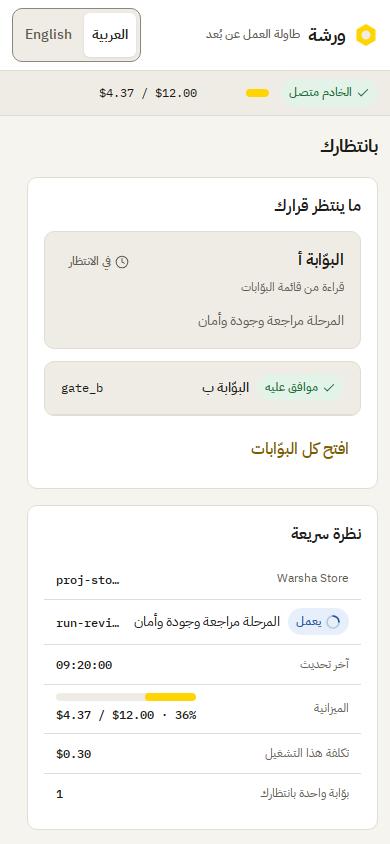 ورشة طاولة العمل عن بُعد العربية English
الخادم متصل $4.37 / $12.00
بانتظارك
ما ينتظر قرارك
البوّابة أ في الانتظار
قراءة من قائمة البوّابات
المرحلة مراجعة وجودة وأمان
موافق عليه البوّابة ب gate_b
افتح كل البوّابات
نظرة سريعة
Warsha Store proj-sto…
يعمل المرحلة مراجعة وجودة وأمان run-revi…
آخر تحديث 09:20:00
الميزانية $4.37 / $12.00 · 36%
تكلفة هذا التشغيل $0.30
بوّابة واحدة بانتظارك 1